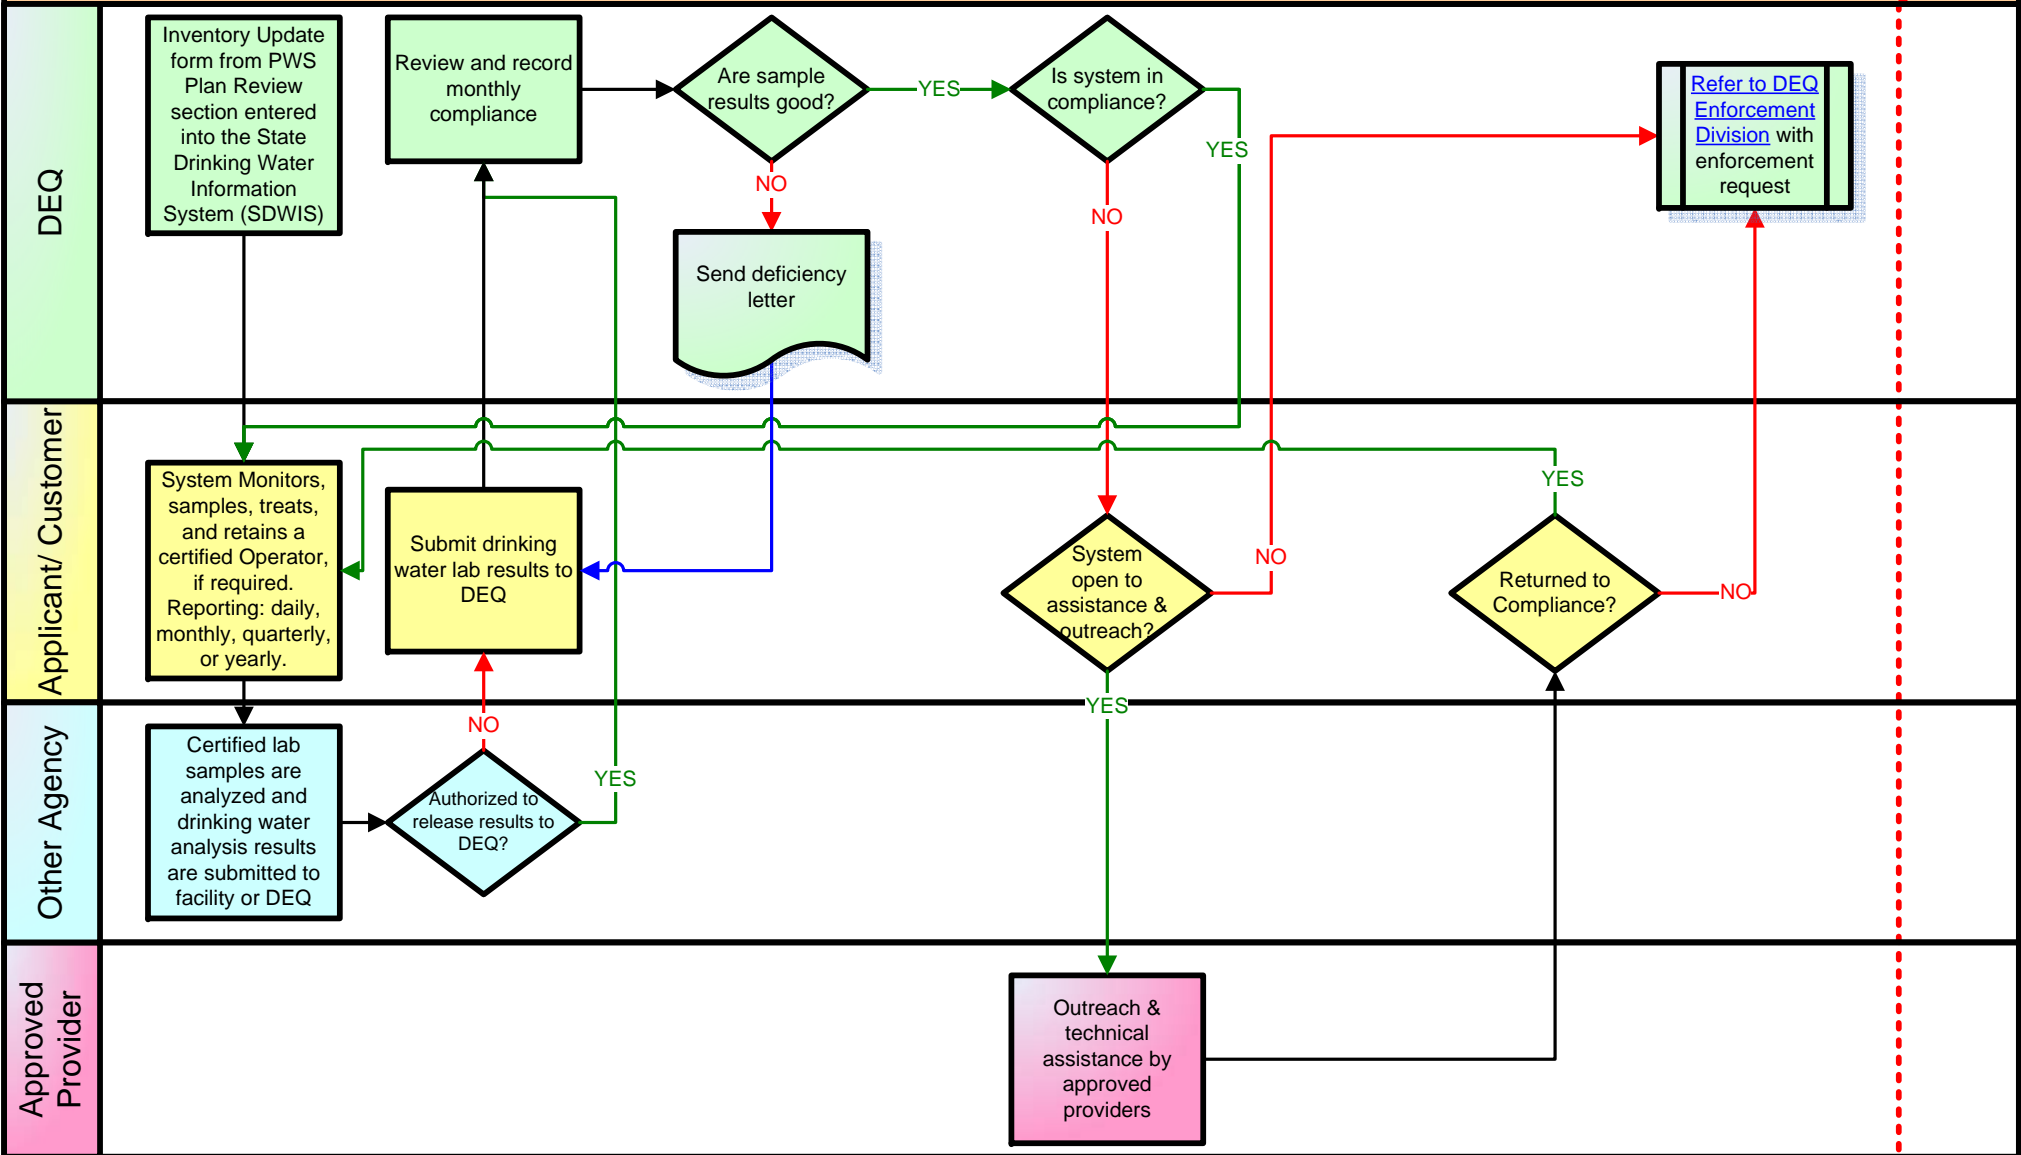 DEQ
Inventory Update
form from PWS
Plan Review
section entered
into the State
Drinking Water
Information
System (SDWIS)
Review and record
monthly
compliance
Are sample
results good?
YES
NO
Send deficiency
letter
Is system in
compliance?
YES
NO
Refer to DEQ
Enforcement
Division with
enforcement
request
Applicant/ Customer
System Monitors,
samples, treats,
and retains a
certified Operator,
if required.
Reporting: daily,
monthly, quarterly,
or yearly.
Submit drinking
water lab results to
DEQ
System
open to
assistance &
outreach?
NO
YES
Returned to
Compliance?
YES
NO
Other Agency
Certified lab
samples are
analyzed and
drinking water
analysis results
are submitted to
facility or DEQ
Authorized to
release results to
DEQ?
NO
YES
Approved
Provider
Outreach &
technical
assistance by
approved
providers